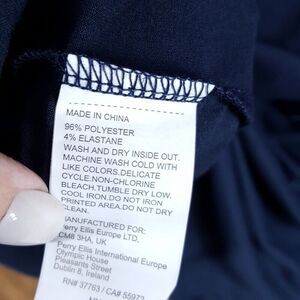 MADE IN CHINA
96% POLYESTER
4% ELASTANE
WASH AND DRY INSIDE OUT.
MACHINE WASH COLD WITH
LIKE COLORS.DELICATE
CYCLE.NON-CHLORINE
BLEACH.TUMBLE DRY LOW.
COOL IRON.DO NOT IRON
PRINTED AREA.DO NOT DRY
CLEAN.
MANUFACTURED FOR:
Perry Ellis Europe LTD,
CM8 3HA, UK
Perry Ellis Europe International
Olympic House
Pleasants Street
Dublin 8, Ireland
RN# 37763 / CA# 55972